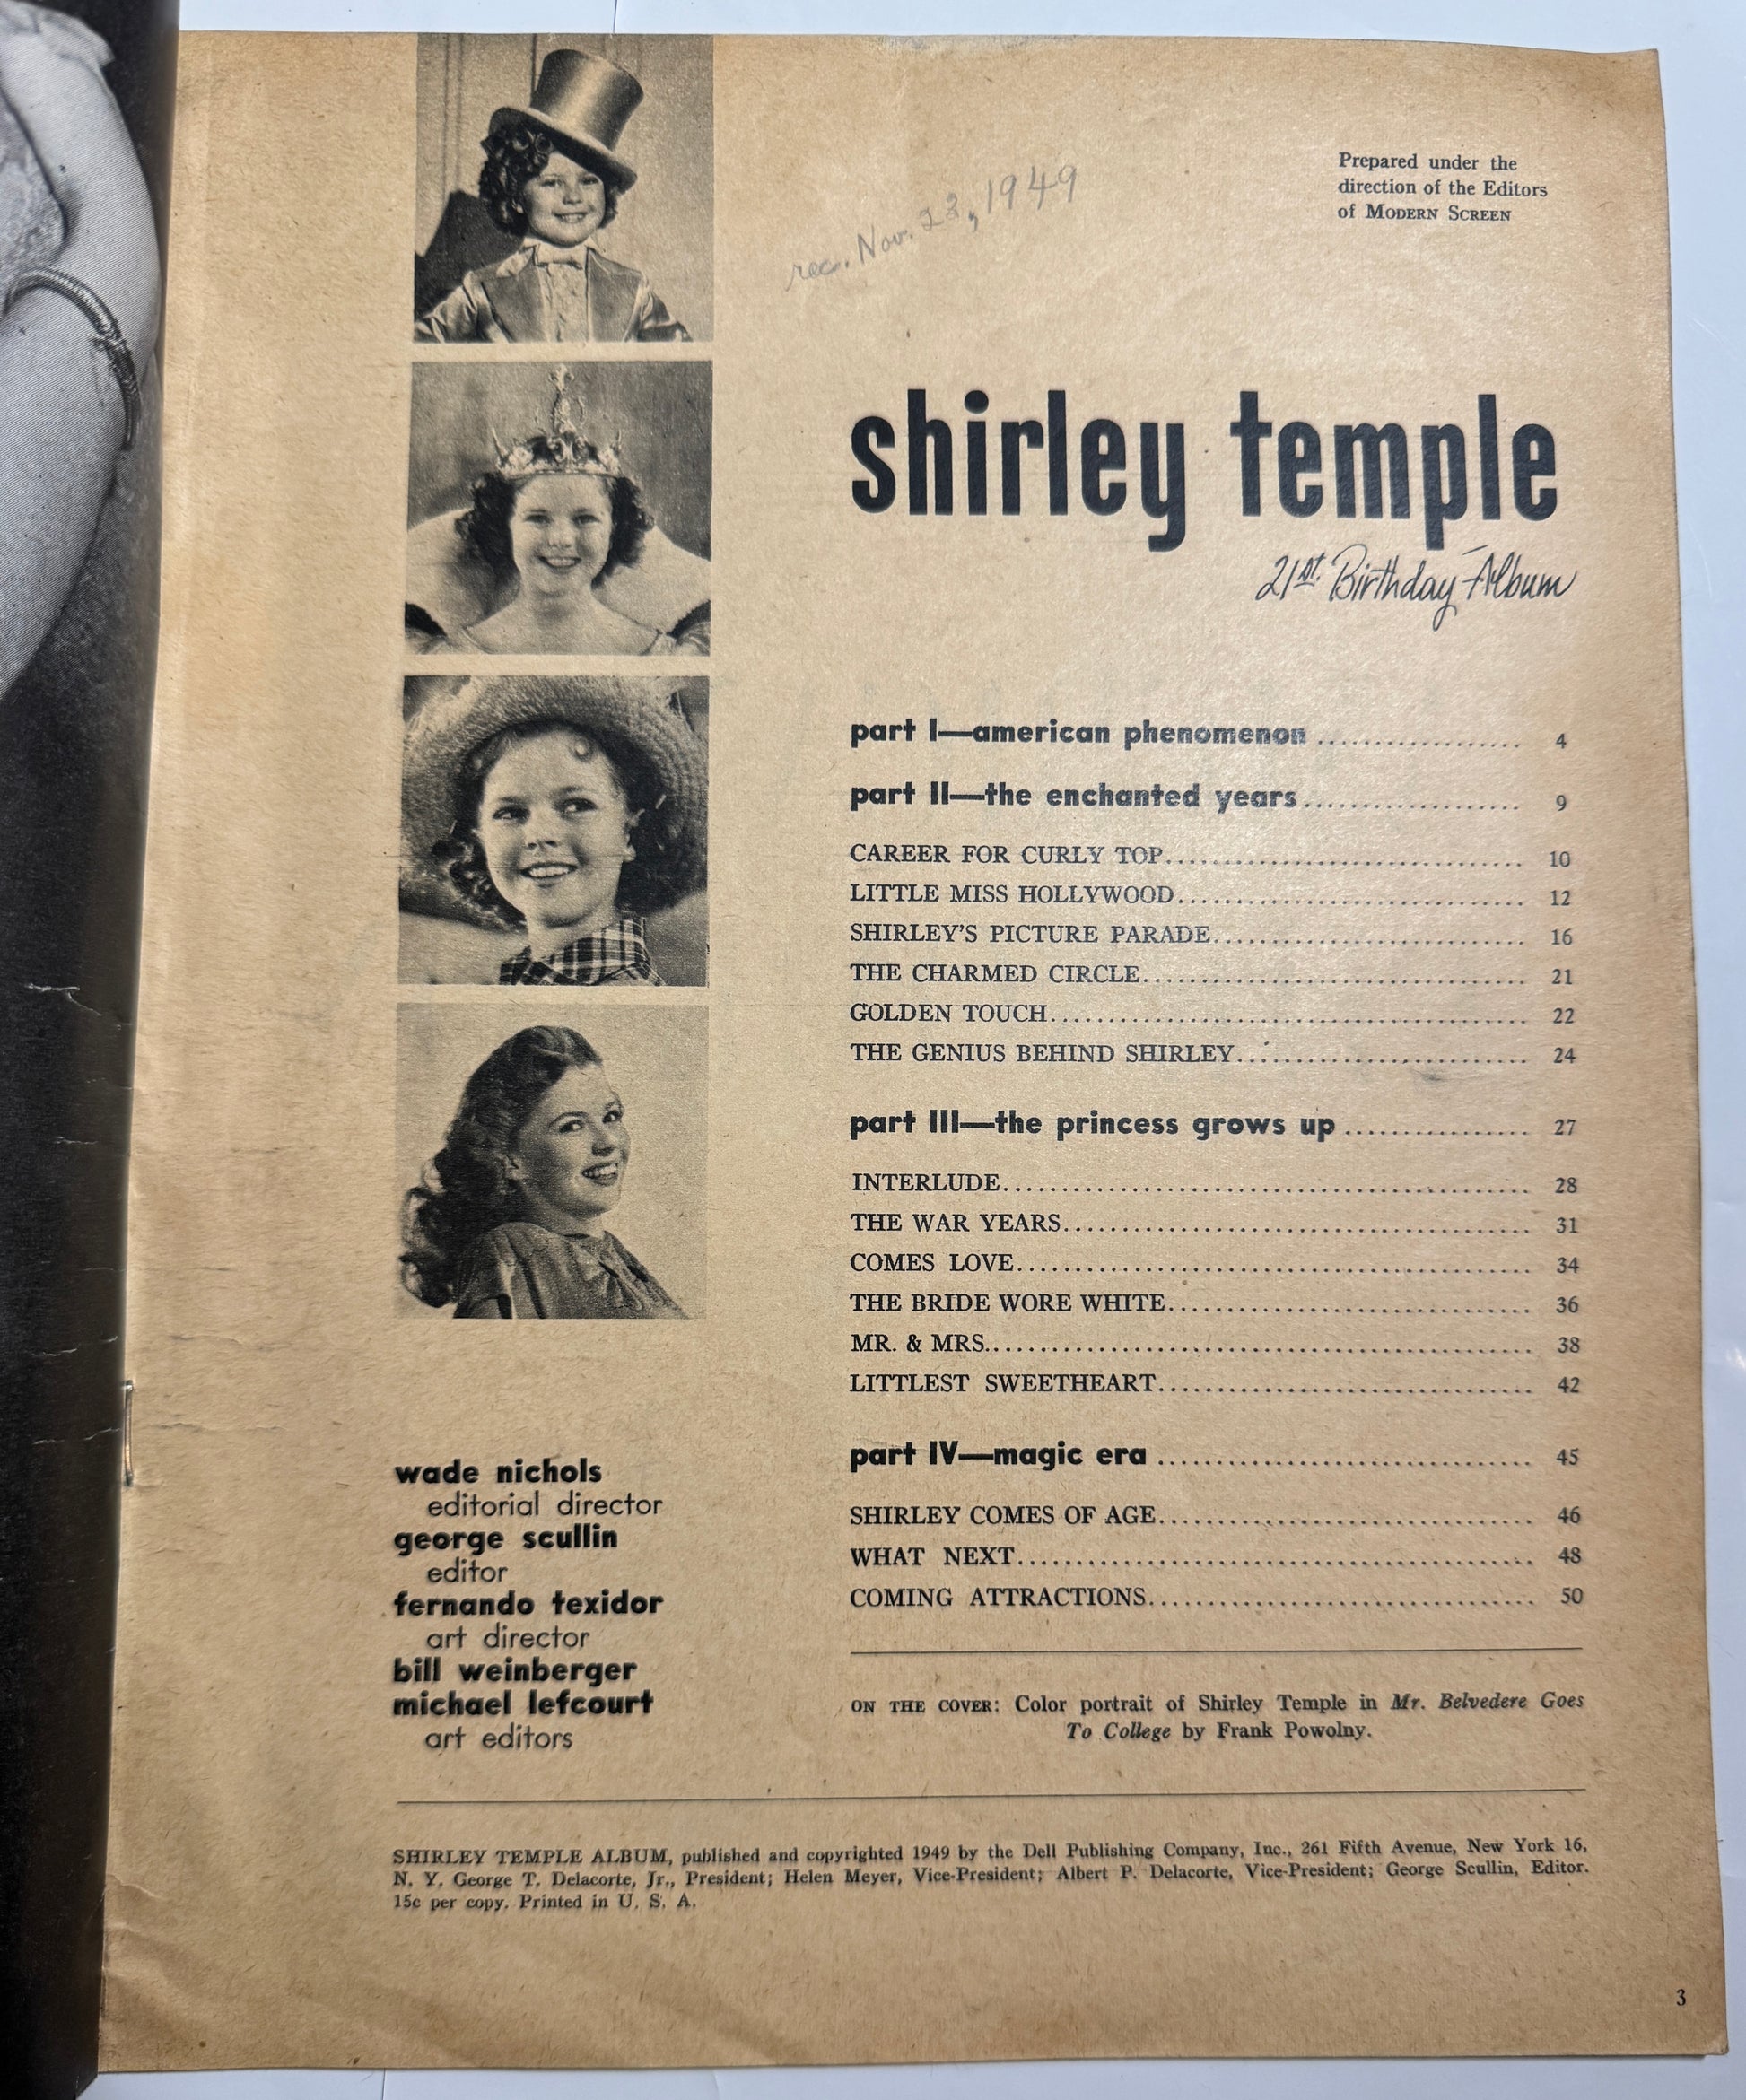 rec. Nov. 22, 1949
Prepared under the
direction of the Editors
of MODERN SCREEN
shirley temple
21st. Birthday Album
part I—american phenomenon .................. 4
part II—the enchanted years.................... 9
CAREER FOR CURLY TOP................................. 10
LITTLE MISS HOLLYWOOD................................ 12
SHIRLEY'S PICTURE PARADE............................. 16
THE CHARMED CIRCLE................................... 21
GOLDEN TOUCH............................................ 22
THE GENIUS BEHIND SHIRLEY........................... 24
part III—the princess grows up ................. 27
INTERLUDE................................................ 28
THE WAR YEARS........................................... 31
COMES LOVE............................................... 34
THE BRIDE WORE WHITE................................. 36
MR. & MRS................................................. 38
LITTLEST SWEETHEART.................................. 42
part IV—magic era .................................. 45
SHIRLEY COMES OF AGE.................................. 46
WHAT NEXT............................................... 48
COMING ATTRACTIONS................................... 50
wade nichols
editorial director
george scullin
editor
fernando texidor
art director
bill weinberger
michael lefcourt
art editors
ON THE COVER: Color portrait of Shirley Temple in Mr. Belvedere Goes
To College by Frank Powolny.
SHIRLEY TEMPLE ALBUM, published and copyrighted 1949 by the Dell Publishing Company, Inc., 261 Fifth Avenue, New York 16,
N. Y. George T. Delacorte, Jr., President; Helen Meyer, Vice-President; Albert P. Delacorte, Vice-President; George Scullin, Editor.
15c per copy. Printed in U. S. A.
3